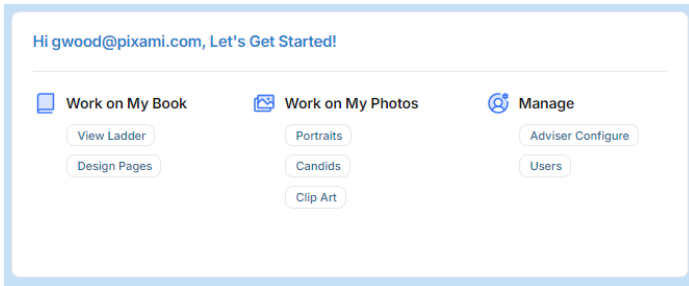 Hi gwood@pixami.com, Let's Get Started!
Work on My Book
View Ladder
Design Pages
Work on My Photos
Portraits
Candids
Clip Art
Manage
Adviser Configure
Users